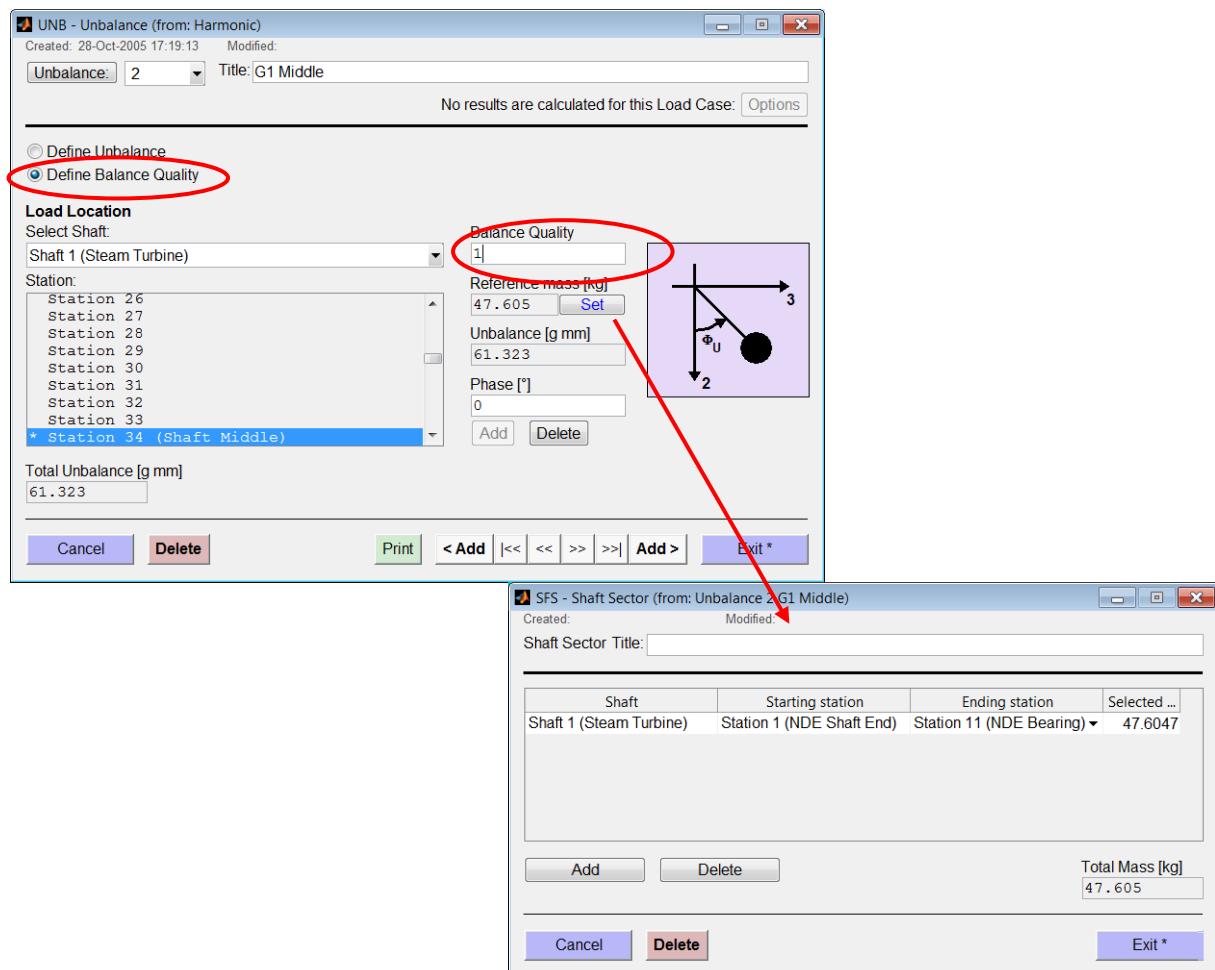 UNB - Unbalance (from: Harmonic)
Created: 28-Oct-2005 17:19:13 Modified:
Unbalance: 2 Title: G1 Middle
No results are calculated for this Load Case: Options
Define Unbalance
Define Balance Quality
Load Location
Select Shaft:
Balance Quality
Shaft 1 (Steam Turbine)
1
Station:
Reference mass [kg]
Station 26
47.605 Set
Station 27
Station 28
Unbalance [g mm]
Station 29
61.323
Station 30
Station 31
Phase [°]
Station 32
0
Station 33
* Station 34 (Shaft Middle)
Add Delete
3
ΦU
2
Total Unbalance [g mm]
61.323
Cancel Delete Print < Add |<< << >> >>| Add > Exit *
SFS - Shaft Sector (from: Unbalance 2 G1 Middle)
Created: Modified:
Shaft Sector Title:
Shaft Starting station Ending station Selected ...
Shaft 1 (Steam Turbine) Station 1 (NDE Shaft End) Station 11 (NDE Bearing) 47.6047
Add Delete
Total Mass [kg]
47.605
Cancel Delete Exit *